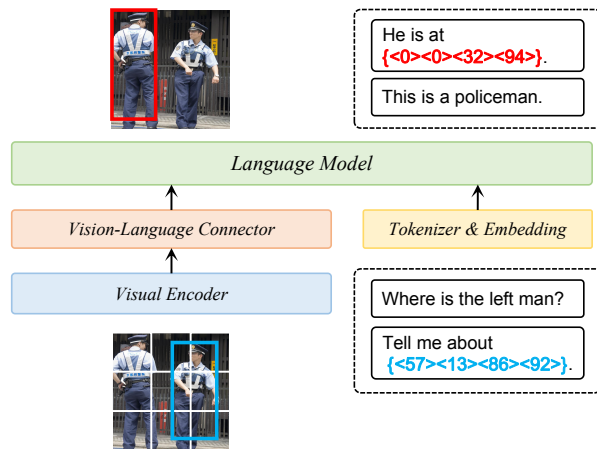 He is at
{<0><0><32><94>}.
This is a policeman.
Language Model
Vision-Language Connector
Tokenizer & Embedding
Visual Encoder
Where is the left man?
Tell me about
{<57><13><86><92>}.